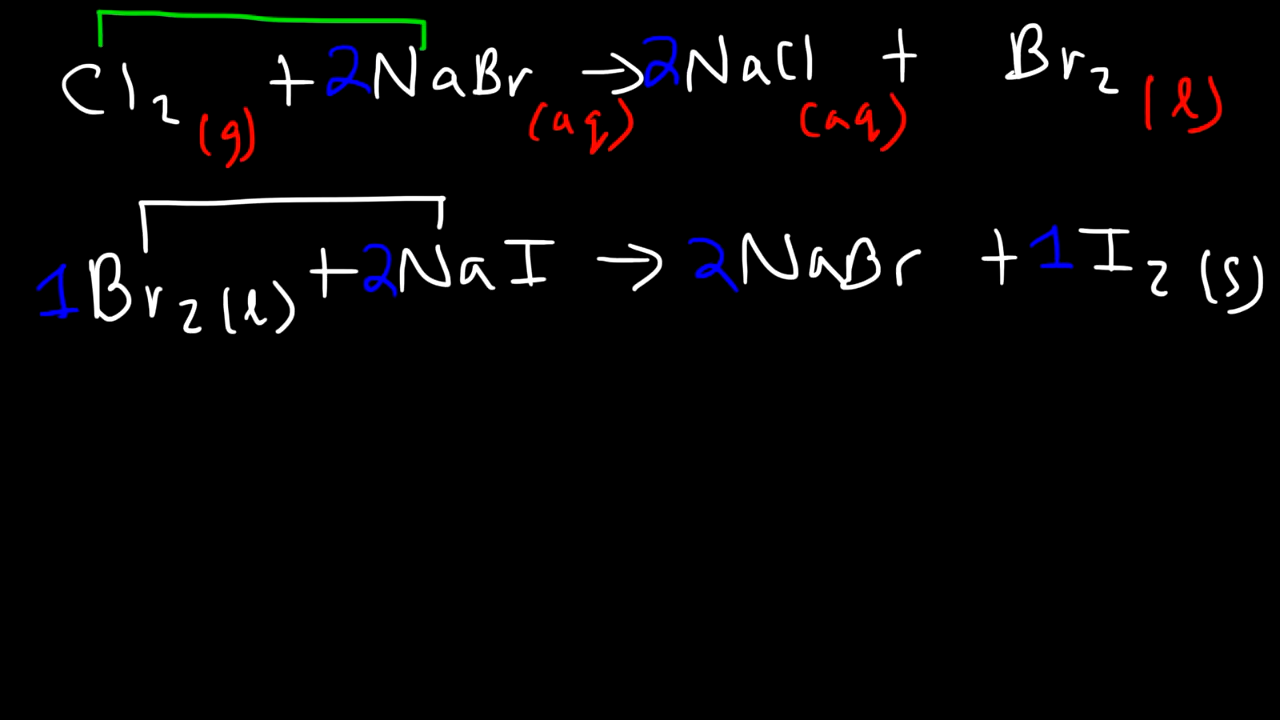 Cl₂(g) + 2NaBr(aq) → 2NaCl(aq) + Br₂(l)
1Br₂(l) + 2NaI → 2NaBr + 1I₂(s)